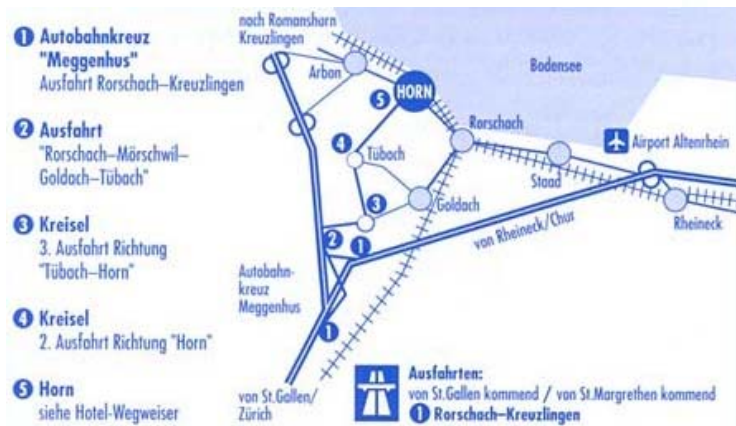 1 Autobahnkreuz
"Meggenhus"
Ausfahrt Rorschach–Kreuzlingen
2 Ausfahrt
"Rorschach–Mörschwil–
Goldach–Tübach"
3 Kreisel
3. Ausfahrt Richtung
"Tübach–Horn"
4 Kreisel
2. Ausfahrt Richtung "Horn"
5 Horn
siehe Hotel-Wegweiser
nach Romanshorn
Kreuzlingen
Arbon
5
HORN
Bodensee
4
Tübach
Rorschach
Airport Altenrhein
Staad
Rheineck
Goldach
3
2
1
von Rheineck/Chur
Autobahn-
kreuz
Meggenhus
1
von St.Gallen/
Zürich
Ausfahrten:
von St.Gallen kommend / von St.Margrethen kommend
1 Rorschach–Kreuzlingen